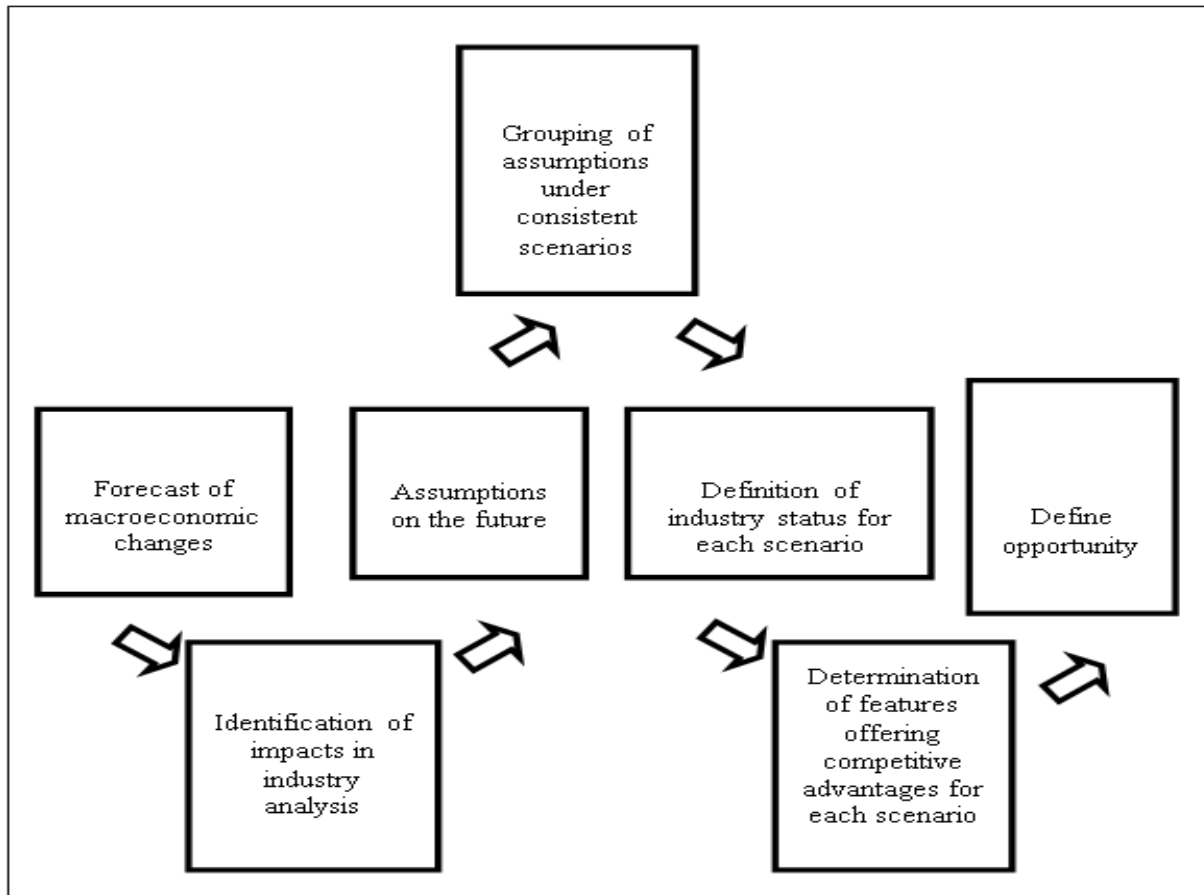 Grouping of
assumptions
under
consistent
scenarios
Forecast of
macroeconomic
changes
Identification of
impacts in
industry
analysis
Assumptions
on the future
Definition of
industry status for
each scenario
Determination
of features
offering
competitive
advantages for
each scenario
Define
opportunity